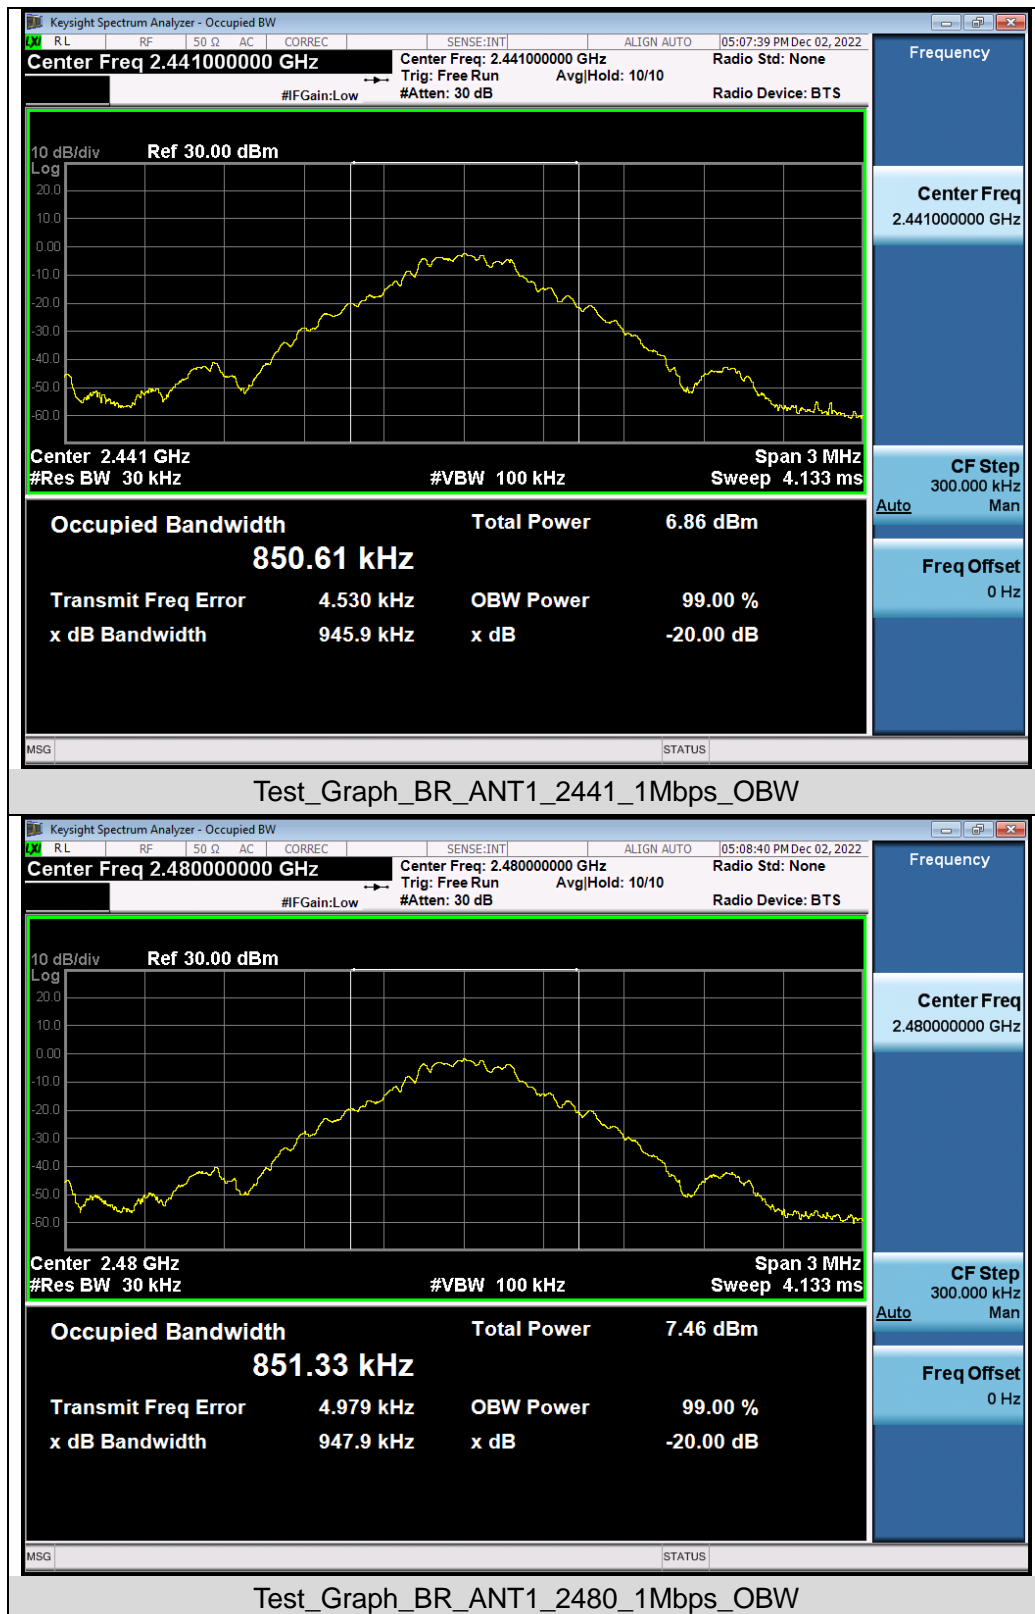 Keysight Spectrum Analyzer - Occupied BW
LXI RL RF 50 Ω AC CORREC SENSE:INT ALIGN AUTO 05:07:39 PM Dec 02, 2022
Center Freq 2.441000000 GHz
Center Freq: 2.441000000 GHz Radio Std: None
Trig: Free Run Avg|Hold: 10/10
#IFGain:Low #Atten: 30 dB Radio Device: BTS
Frequency
10 dB/div Ref 30.00 dBm
Log
20.0
10.0
0.00
-10.0
-20.0
-30.0
-40.0
-50.0
-60.0
Center 2.441 GHz Span 3 MHz
#Res BW 30 kHz #VBW 100 kHz Sweep 4.133 ms
Center Freq
2.441000000 GHz
CF Step
300.000 kHz
Auto Man
Freq Offset
0 Hz
Occupied Bandwidth Total Power 6.86 dBm
850.61 kHz
Transmit Freq Error 4.530 kHz OBW Power 99.00 %
x dB Bandwidth 945.9 kHz x dB -20.00 dB
MSG STATUS
Test_Graph_BR_ANT1_2441_1Mbps_OBW
Keysight Spectrum Analyzer - Occupied BW
LXI RL RF 50 Ω AC CORREC SENSE:INT ALIGN AUTO 05:08:40 PM Dec 02, 2022
Center Freq 2.480000000 GHz
Center Freq: 2.480000000 GHz Radio Std: None
Trig: Free Run Avg|Hold: 10/10
#IFGain:Low #Atten: 30 dB Radio Device: BTS
Frequency
10 dB/div Ref 30.00 dBm
Log
20.0
10.0
0.00
-10.0
-20.0
-30.0
-40.0
-50.0
-60.0
Center 2.48 GHz Span 3 MHz
#Res BW 30 kHz #VBW 100 kHz Sweep 4.133 ms
Center Freq
2.480000000 GHz
CF Step
300.000 kHz
Auto Man
Freq Offset
0 Hz
Occupied Bandwidth Total Power 7.46 dBm
851.33 kHz
Transmit Freq Error 4.979 kHz OBW Power 99.00 %
x dB Bandwidth 947.9 kHz x dB -20.00 dB
MSG STATUS
Test_Graph_BR_ANT1_2480_1Mbps_OBW